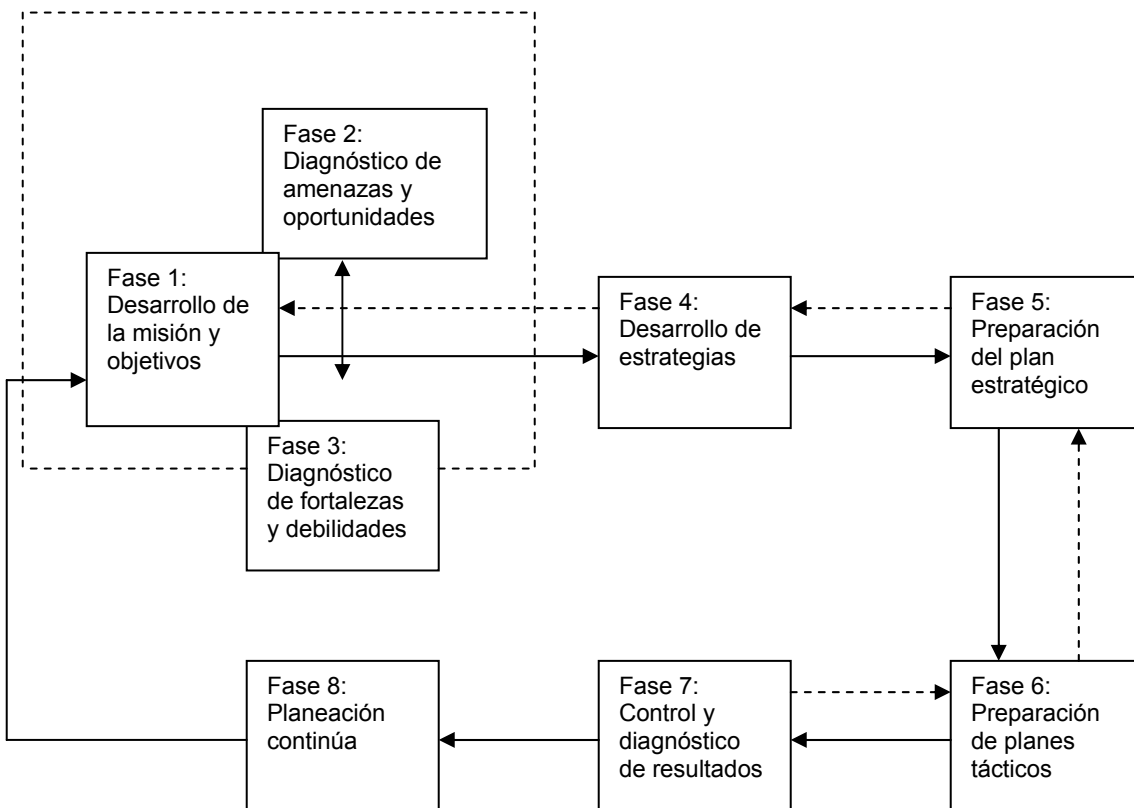 Fase 1:
Desarrollo de
la misión y
objetivos
Fase 2:
Diagnóstico de
amenazas y
oportunidades
Fase 3:
Diagnóstico
de fortalezas
y debilidades
Fase 4:
Desarrollo de
estrategias
Fase 5:
Preparación
del plan
estratégico
Fase 6:
Preparación
de planes
tácticos
Fase 7:
Control y
diagnóstico
de resultados
Fase 8:
Planeación
continúa